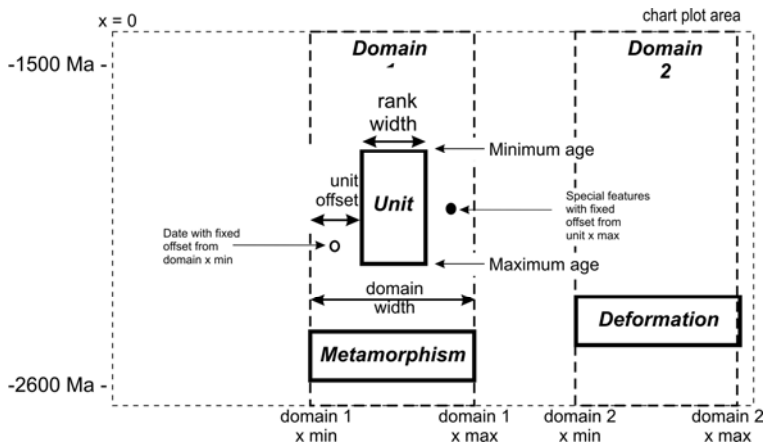 x = 0
chart plot area
-1500 Ma -
Domain
Domain
2
rank
width
Minimum age
unit
offset
Unit
Special features
with fixed
offset from
unit x max
Date with fixed
offset from
domain x min
Maximum age
domain
width
Deformation
Metamorphism
-2600 Ma -
domain 1
x min
domain 1
x max
domain 2
x min
domain 2
x max